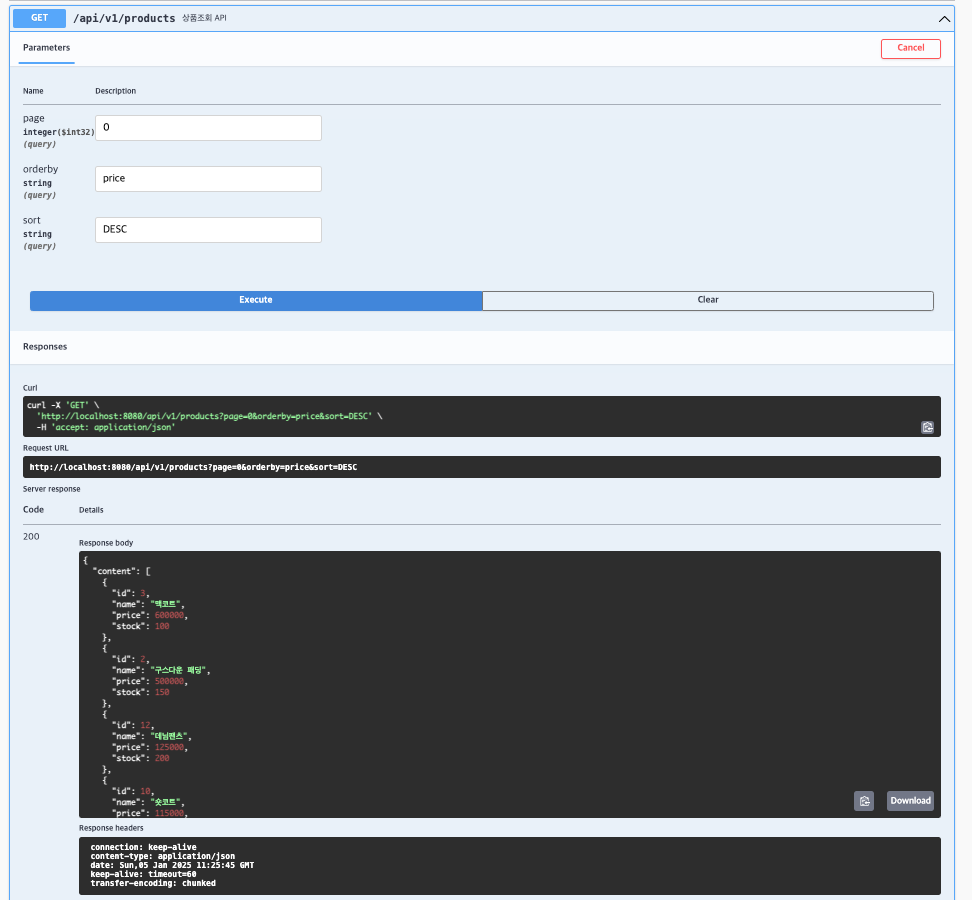 GET /api/v1/products 상품조회 API
Parameters
Cancel
Name Description
page
integer($int32)
(query)
0
orderby
string
(query)
price
sort
string
(query)
DESC
Execute
Clear
Responses
Curl
curl -X 'GET' \
'http://localhost:8080/api/v1/products?page=0&orderby=price&sort=DESC' \
-H 'accept: application/json'
Request URL
http://localhost:8080/api/v1/products?page=0&orderby=price&sort=DESC
Server response
Code Details
200
Response body
{
"content": [
{
"id": 3,
"name": "맥코트",
"price": 600000,
"stock": 100
},
{
"id": 2,
"name": "구스다운 패딩",
"price": 500000,
"stock": 150
},
{
"id": 12,
"name": "데님팬츠",
"price": 125000,
"stock": 200
},
{
"id": 10,
"name": "숏코트",
"price": 115000,
Download
Response headers
connection: keep-alive
content-type: application/json
date: Sun,05 Jan 2025 11:25:45 GMT
keep-alive: timeout=60
transfer-encoding: chunked